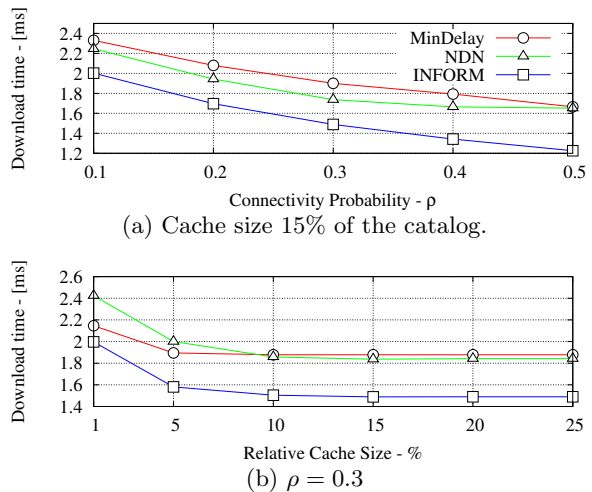 2.4
2.2
2
1.8
1.6
1.4
1.2
Download time - [ms]
MinDelay
NDN
INFORM
0.1 0.2 0.3 0.4 0.5
Connectivity Probability - ρ
(a) Cache size 15% of the catalog.
2.6
2.4
2.2
2
1.8
1.6
1.4
Download time - [ms]
1 5 10 15 20 25
Relative Cache Size - %
(b) ρ = 0.3